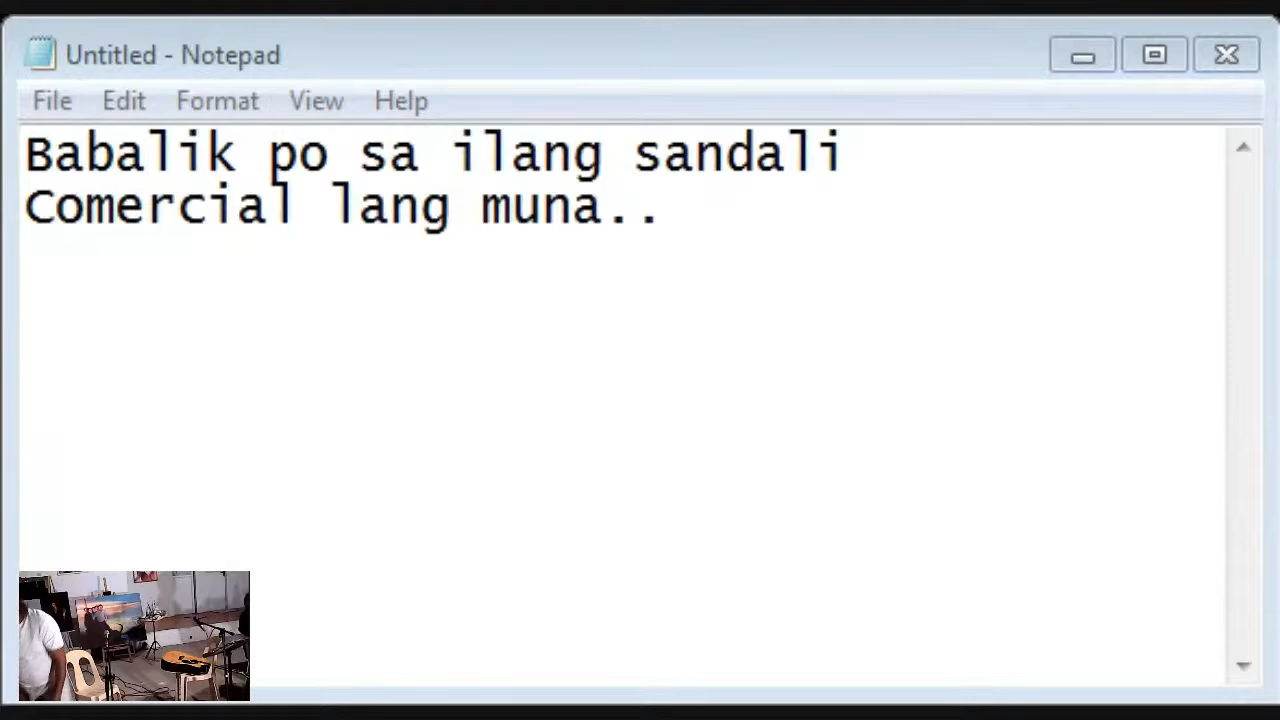 Untitled - Notepad
File Edit Format View Help
Babalik po sa ilang sandali
Comercial lang muna..